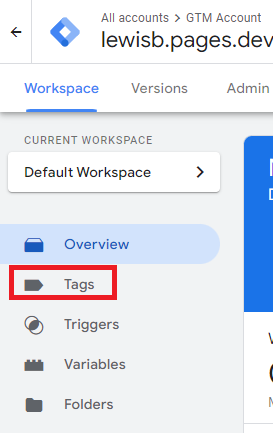 All accounts > GTM Account
lewisb.pages.dev
Workspace Versions Admin
CURRENT WORKSPACE
Default Workspace
Overview
Tags
Triggers
Variables
Folders